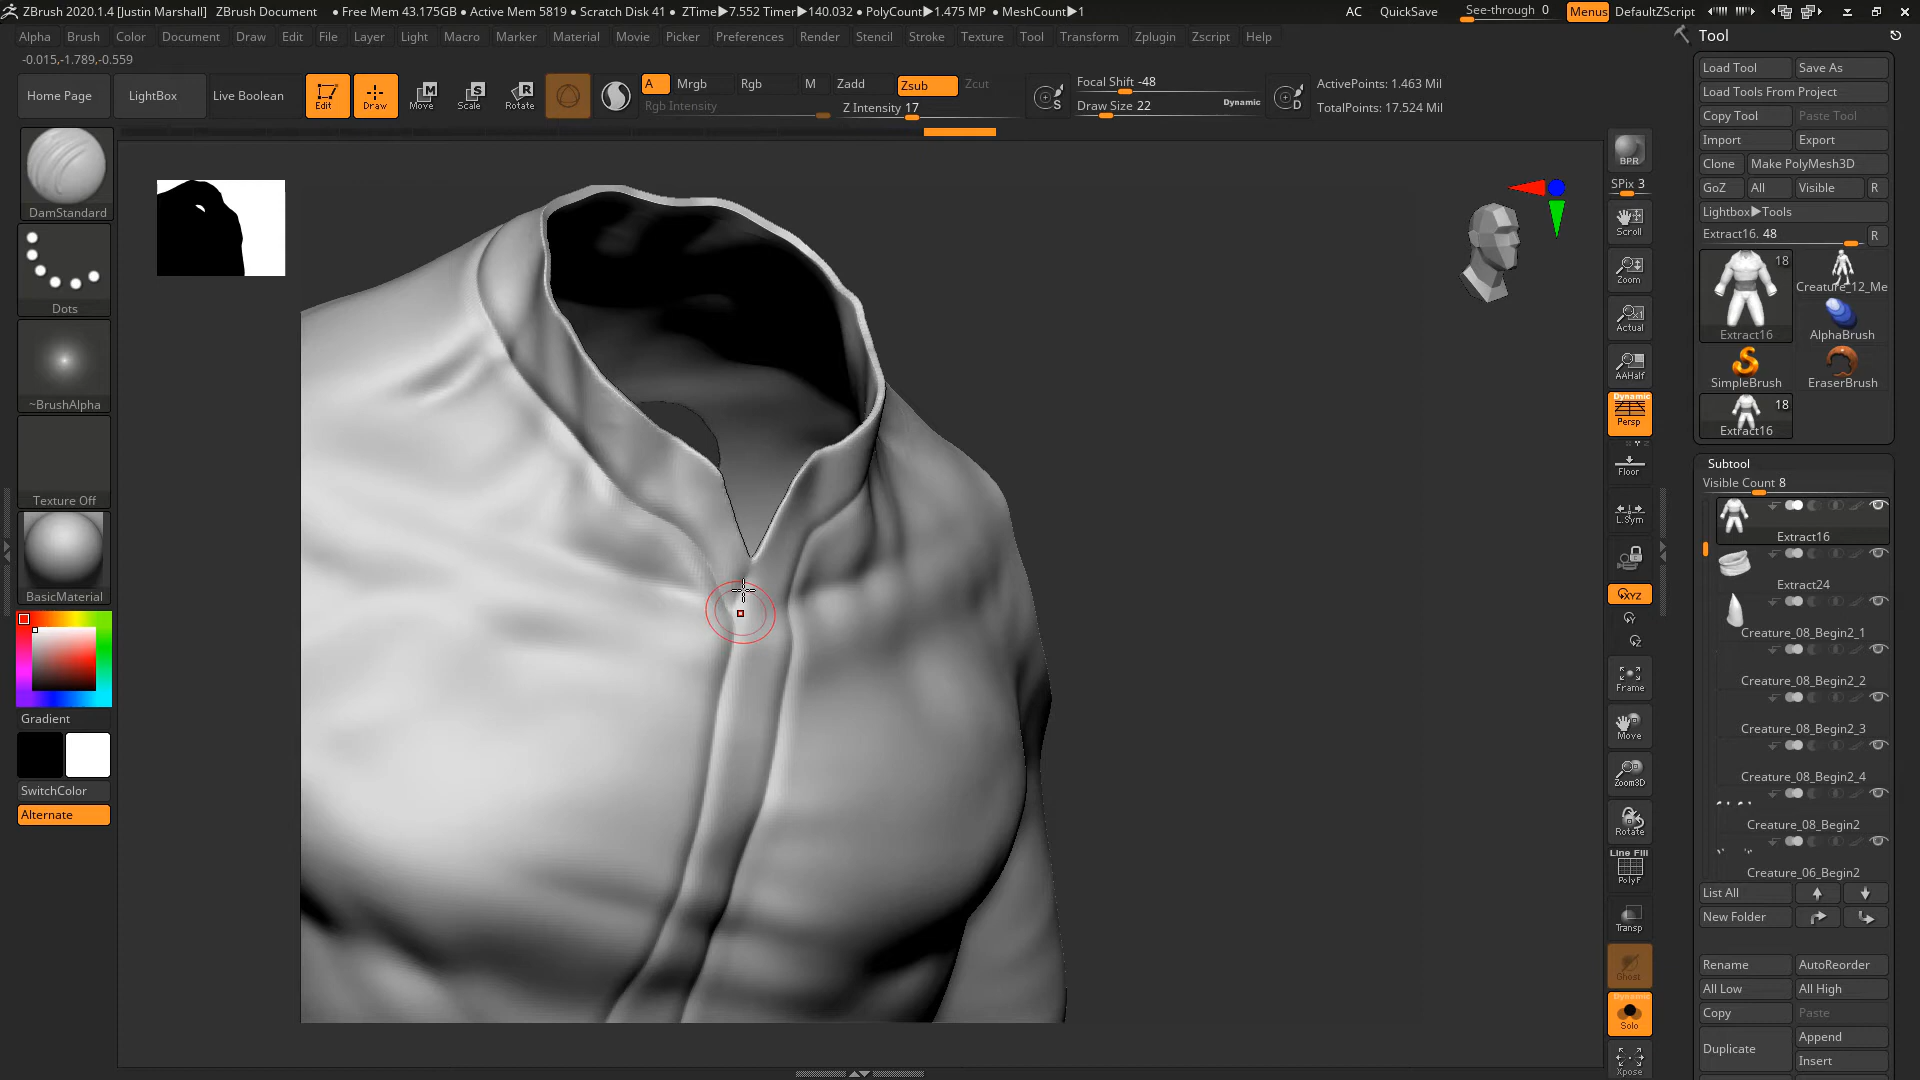 ZBrush 2020.1.4 [Justin Marshall] ZBrush Document ● Free Mem 43.175GB ● Active Mem 5819 ● Scratch Disk 41 ● ZTime▶7.552 Timer▶140.032 ● PolyCount▶1.475 MP ● MeshCount▶1 AC QuickSave See-through 0 Menus DefaultZScript
Alpha Brush Color Document Draw Edit File Layer Light Macro Marker Material Movie Picker Preferences Render Stencil Stroke Texture Tool Transform Zplugin Zscript Help
-0.015,-1.789,-0.559
Home Page LightBox Live Boolean Edit Draw Move Scale Rotate
A Mrgb Rgb M Zadd Zsub Zcut
Rgb Intensity Z Intensity 17
Focal Shift -48
Draw Size 22 Dynamic
S
D
ActivePoints: 1.463 Mil
TotalPoints: 17.524 Mil
DamStandard
Dots
~BrushAlpha
Texture Off
BasicMaterial
Gradient
SwitchColor
Alternate
BPR
SPix 3
Scroll
Zoom
Actual
AAHalf
Dynamic
Persp
Floor
L.Sym
XYZ
Y
Z
Frame
Move
Zoom3D
Rotate
Line Fill
PolyF
Transp
Ghost
Dynamic
Solo
Xpose
Tool
Load Tool Save As
Load Tools From Project
Copy Tool Paste Tool
Import Export
Clone Make PolyMesh3D
GoZ All Visible R
Lightbox▶Tools
Extract16. 48 R
18
Extract16
Creature_12_Me
AlphaBrush
SimpleBrush
EraserBrush
18
Extract16
Subtool
Visible Count 8
Extract16
Extract24
Creature_08_Begin2_1
Creature_08_Begin2_2
Creature_08_Begin2_3
Creature_08_Begin2_4
Creature_08_Begin2
Creature_06_Begin2
List All
New Folder
Rename AutoReorder
All Low All High
Copy Paste
Duplicate Append
Insert